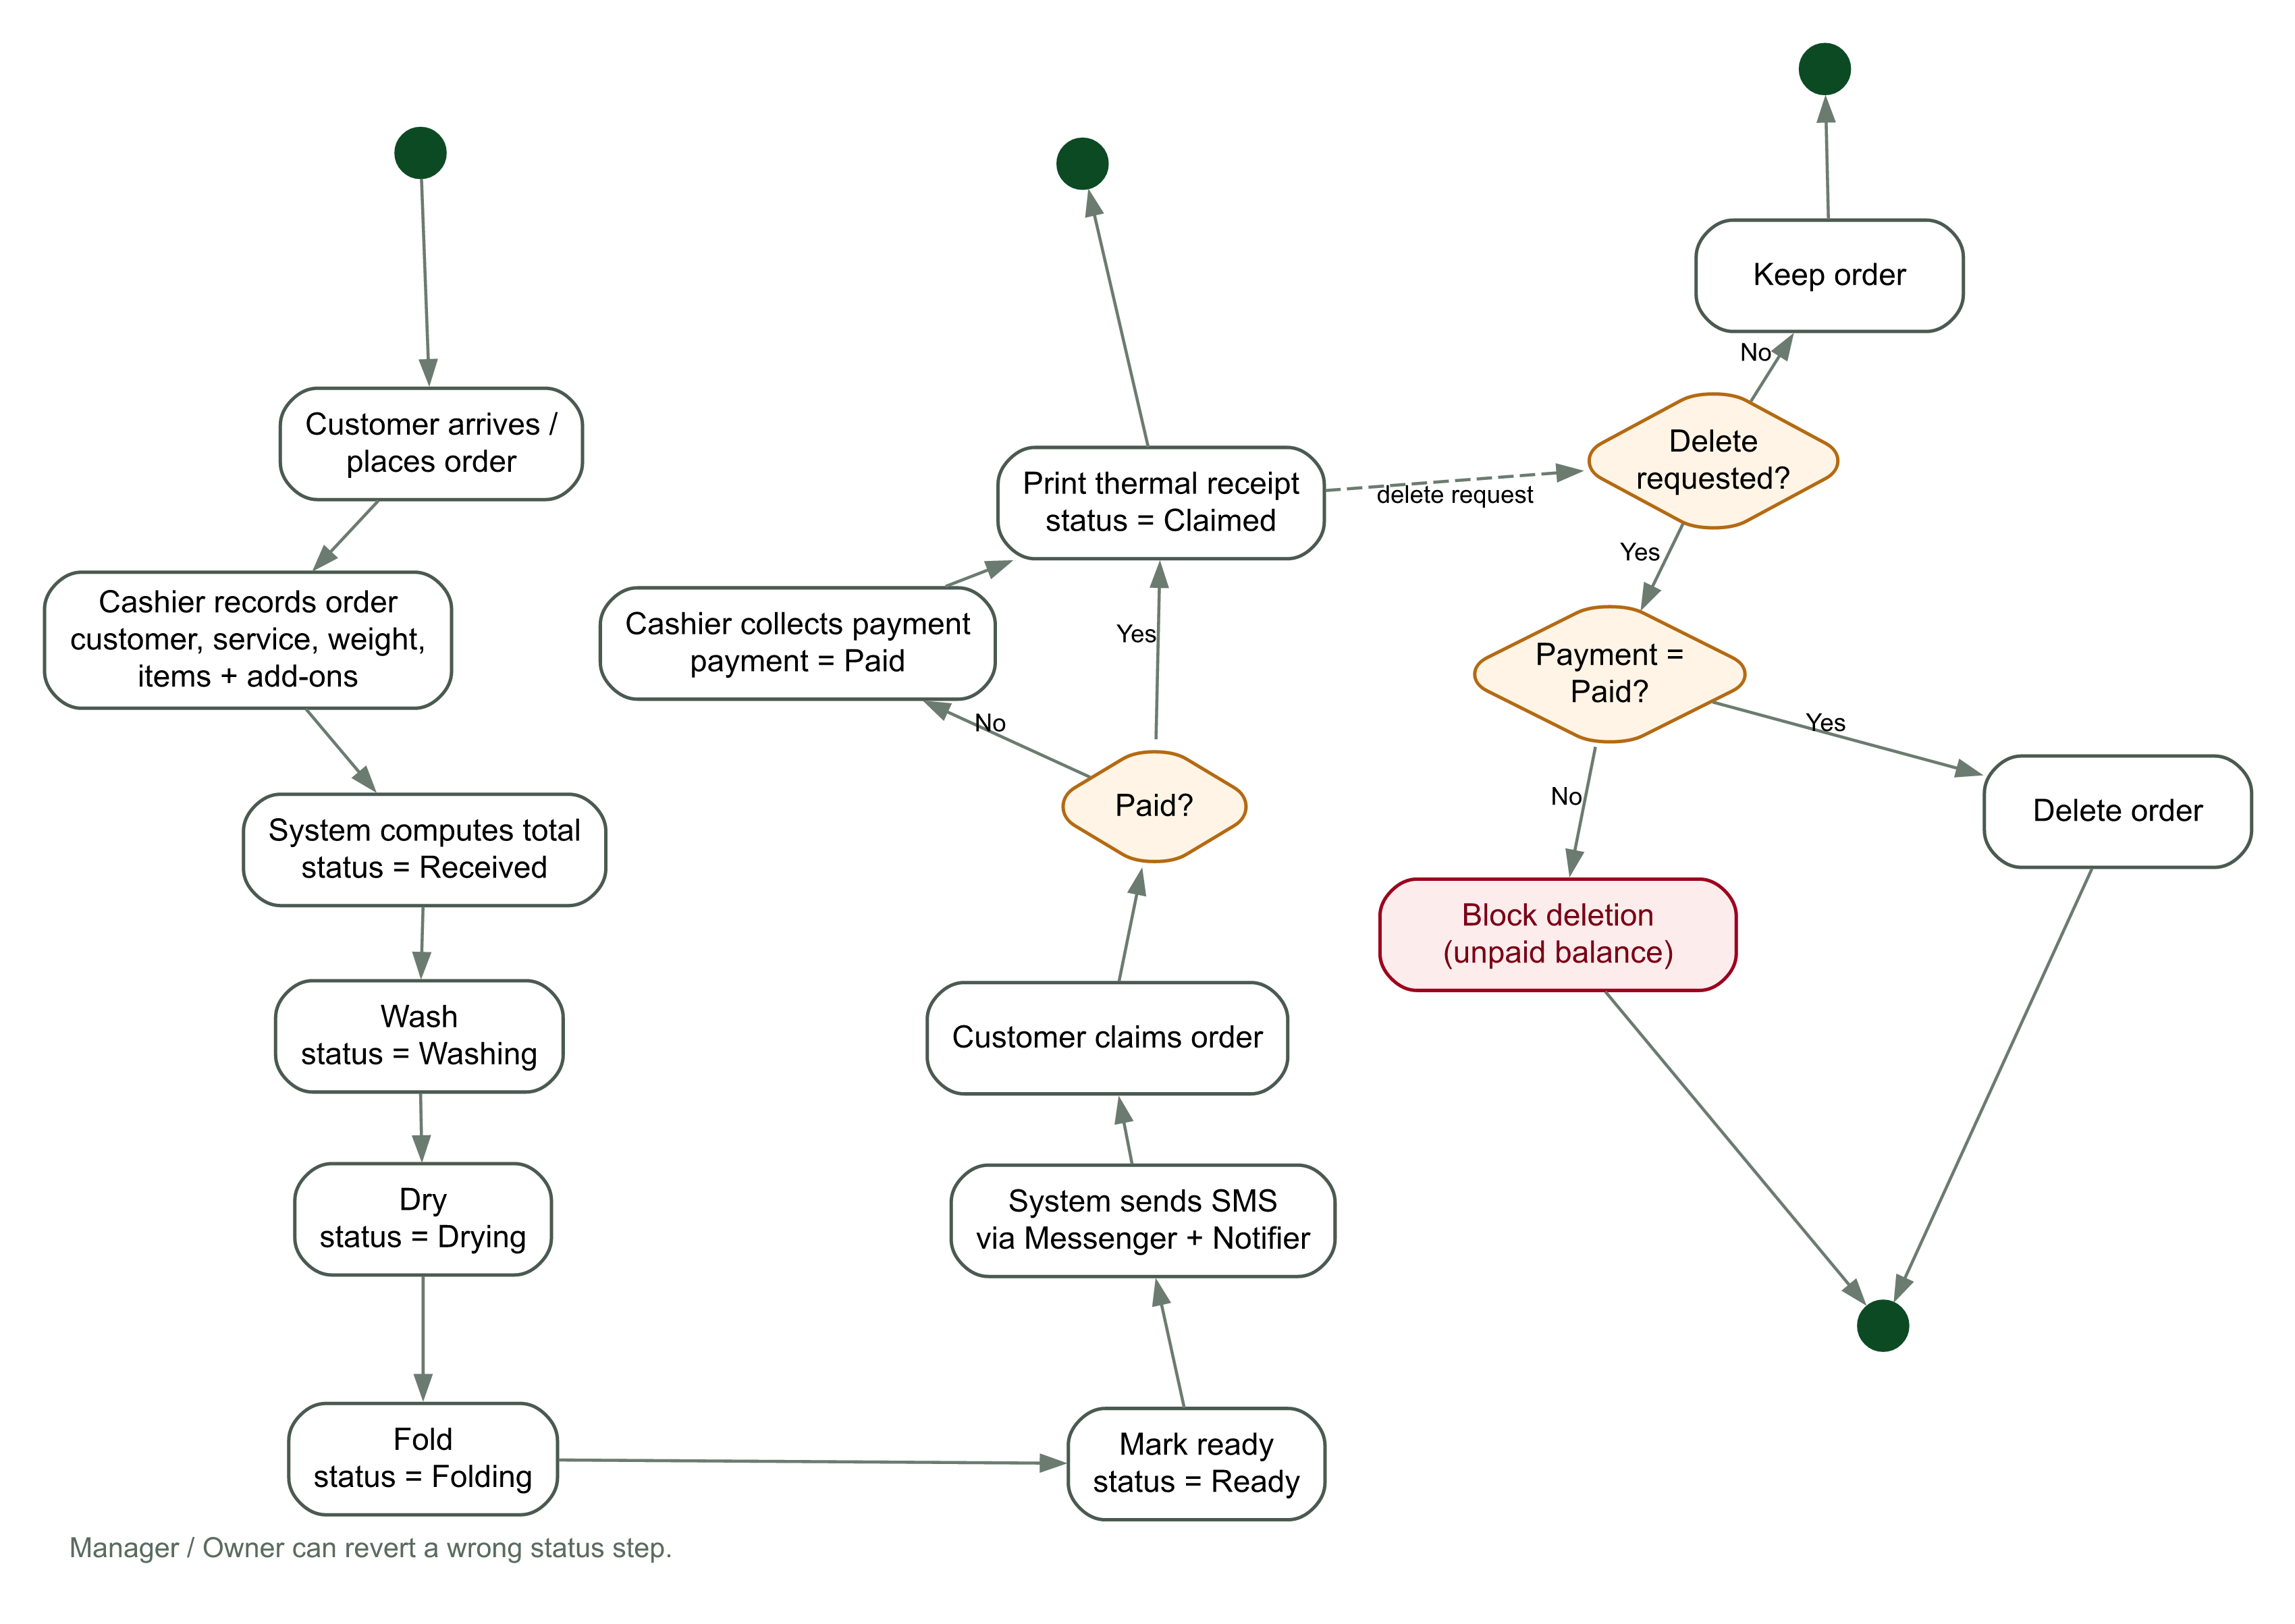 Customer arrives /
places order
Cashier records order
customer, service, weight,
items + add-ons
System computes total
status = Received
Wash
status = Washing
Dry
status = Drying
Fold
status = Folding
Mark ready
status = Ready
System sends SMS
via Messenger + Notifier
Customer claims order
Paid?
No
Cashier collects payment
payment = Paid
Yes
Print thermal receipt
status = Claimed
delete request
Delete
requested?
No
Keep order
Yes
Payment =
Paid?
Yes
Delete order
No
Block deletion
(unpaid balance)
Manager / Owner can revert a wrong status step.